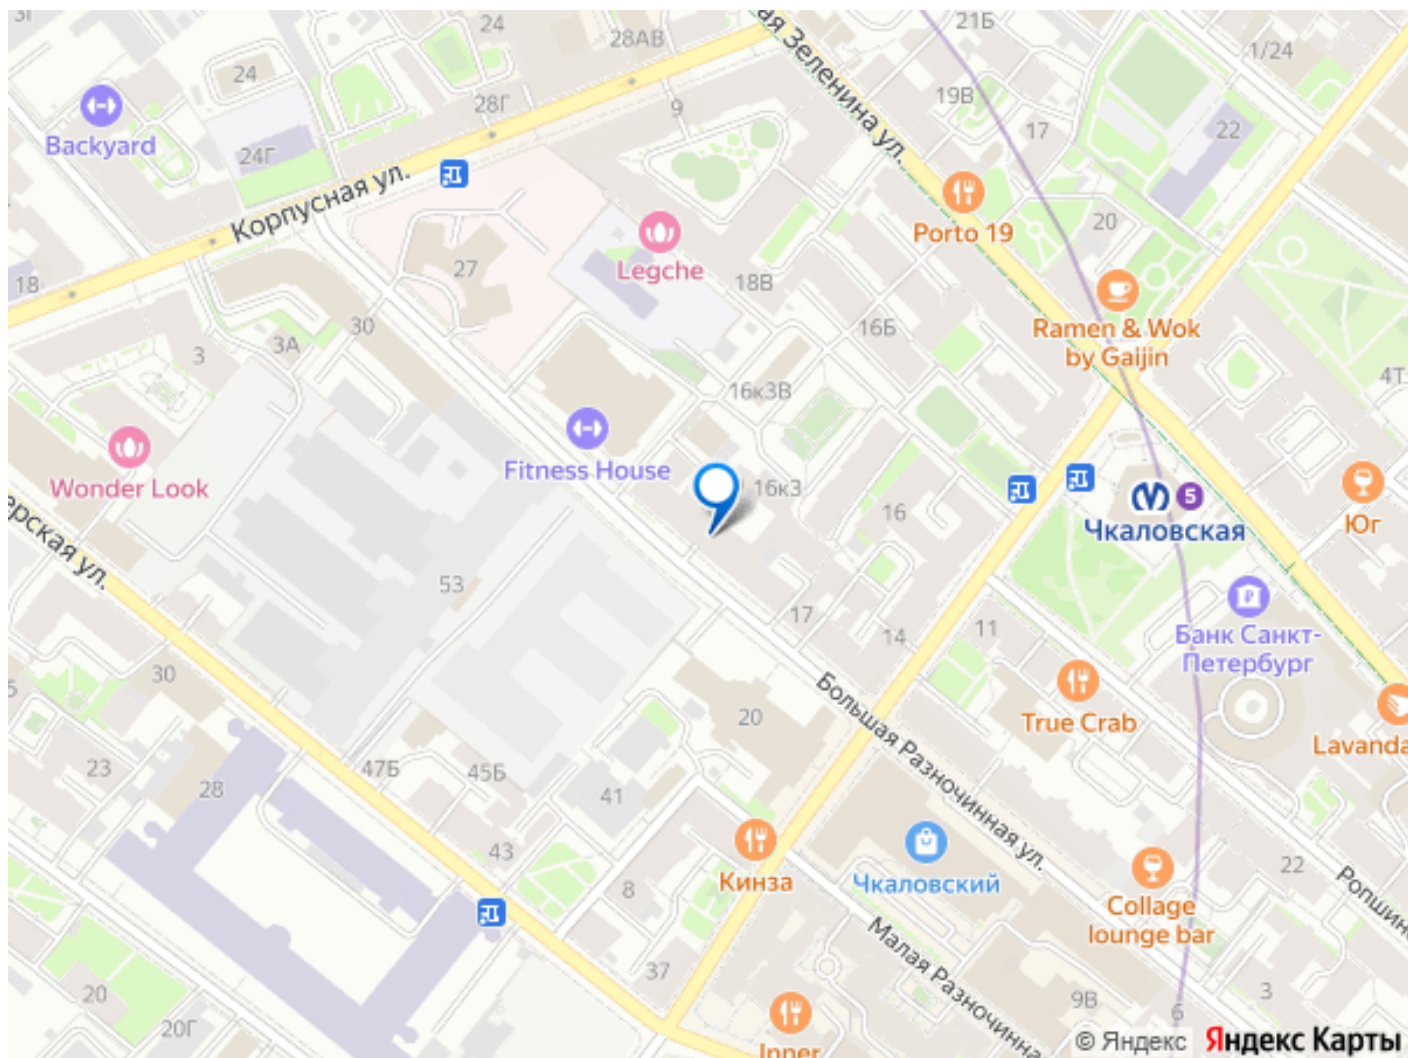 24
28АВ
21Б
1/24
ая Зеленина ул.
24
28Г
9
19В
17
22
Backyard
24Г
Корпусная ул.
Porto 19
20
27
Legche
18В
18
Ramen & Wok
by Gaijin
30
16Б
3А
3
16к3В
4Т
Fitness House
Wonder Look
16к3
16
5
Чкаловская
Юг
ерская ул.
53
17
14
11
Банк Санкт-
Петербург
30
Большая Разночинная ул.
20
True Crab
Lavanda
23
28
47Б
45Б
41
43
8
Кинза
Чкаловский
22
Ропшинс
Collage
lounge bar
Малая Разночинна
37
20
20Г
9В
3
6
Inner
© Яндекс Яндекс Карты